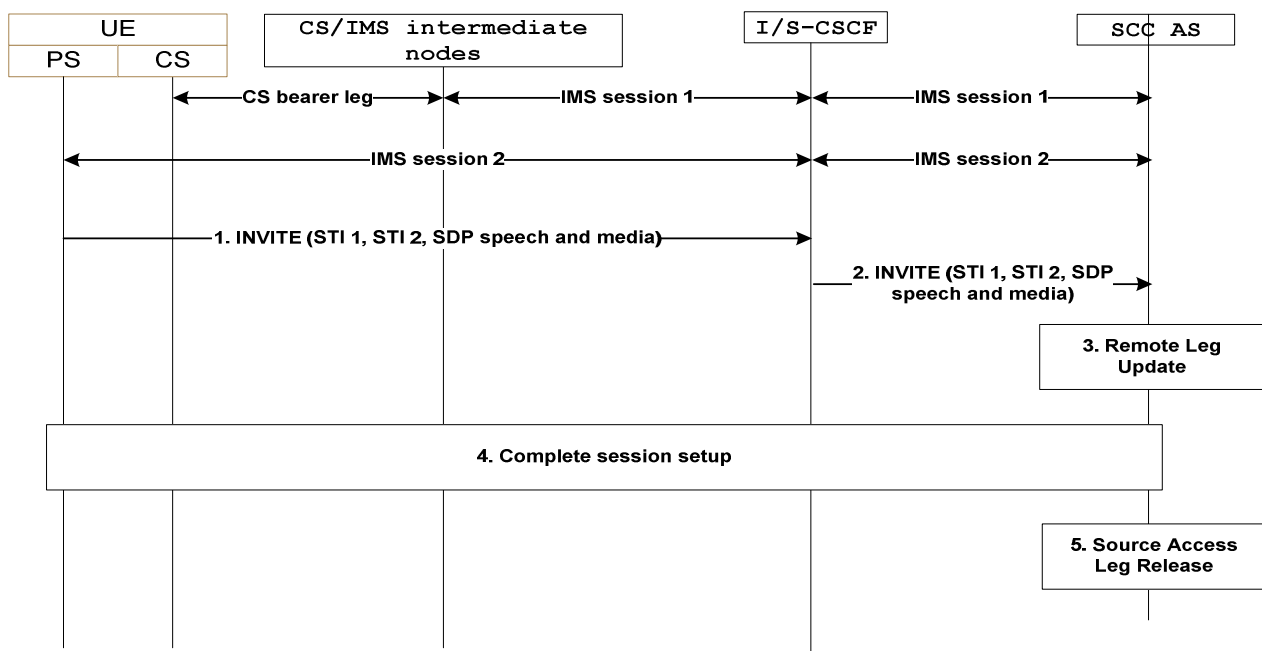 UE
PS CS
CS/IMS intermediate
nodes
I/S-CSCF
SCC AS
CS bearer leg
IMS session 1
IMS session 1
IMS session 2
IMS session 2
1. INVITE (STI 1, STI 2, SDP speech and media)
2. INVITE (STI 1, STI 2, SDP
speech and media)
3. Remote Leg
Update
4. Complete session setup
5. Source Access
Leg Release